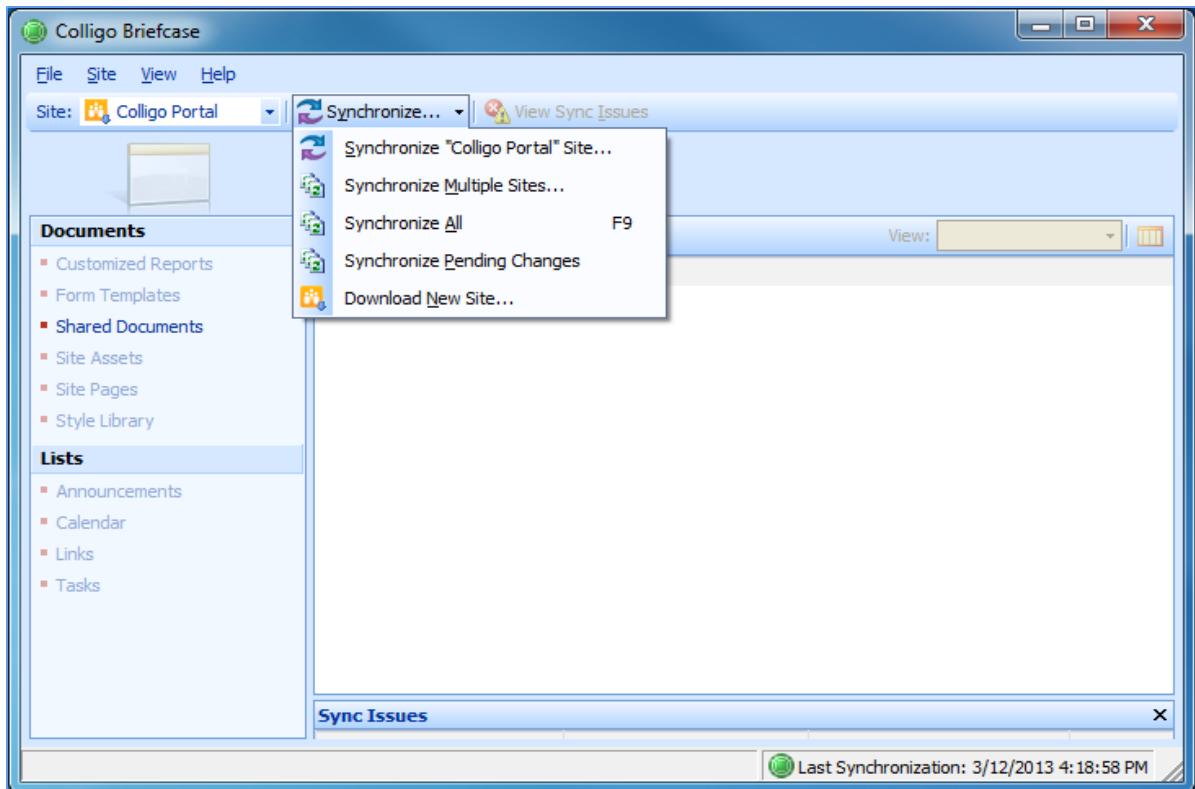 Colligo Briefcase
File Site View Help
Site: Colligo Portal Synchronize... View Sync Issues
Synchronize "Colligo Portal" Site...
Synchronize Multiple Sites...
Synchronize All F9
Synchronize Pending Changes
Download New Site...
View:
Documents
Customized Reports
Form Templates
Shared Documents
Site Assets
Site Pages
Style Library
Lists
Announcements
Calendar
Links
Tasks
Sync Issues
Last Synchronization: 3/12/2013 4:18:58 PM